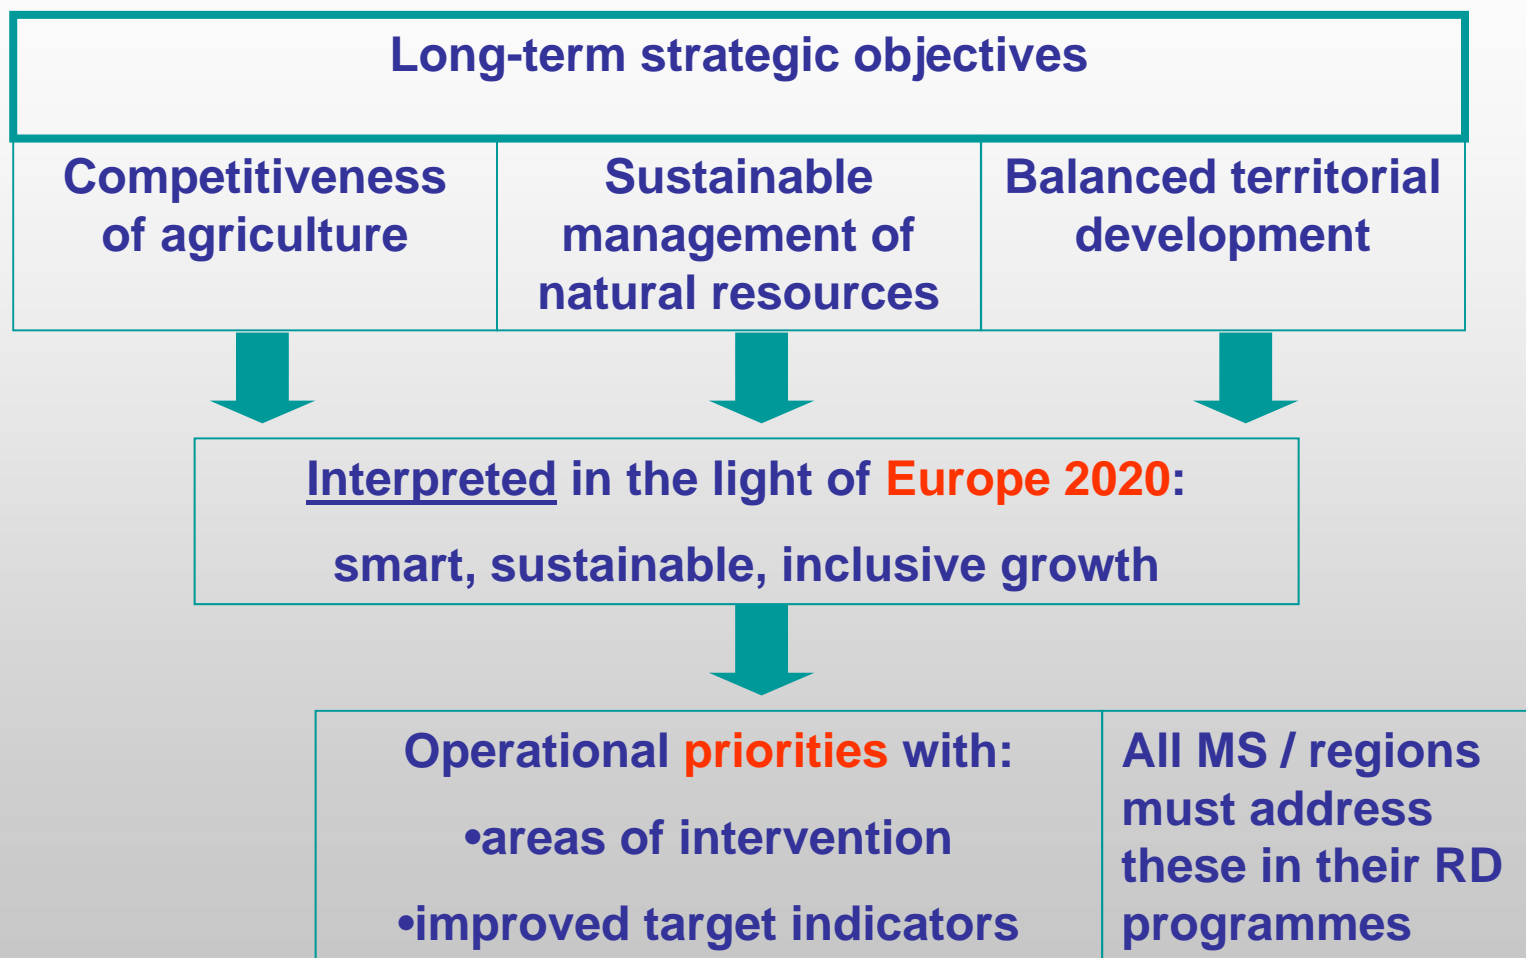 Long-term strategic objectives
Competitiveness
of agriculture
Sustainable
management of
natural resources
Balanced territorial
development
Interpreted in the light of Europe 2020:
smart, sustainable, inclusive growth
Operational priorities with:
•areas of intervention
•improved target indicators
All MS / regions
must address
these in their RD
programmes